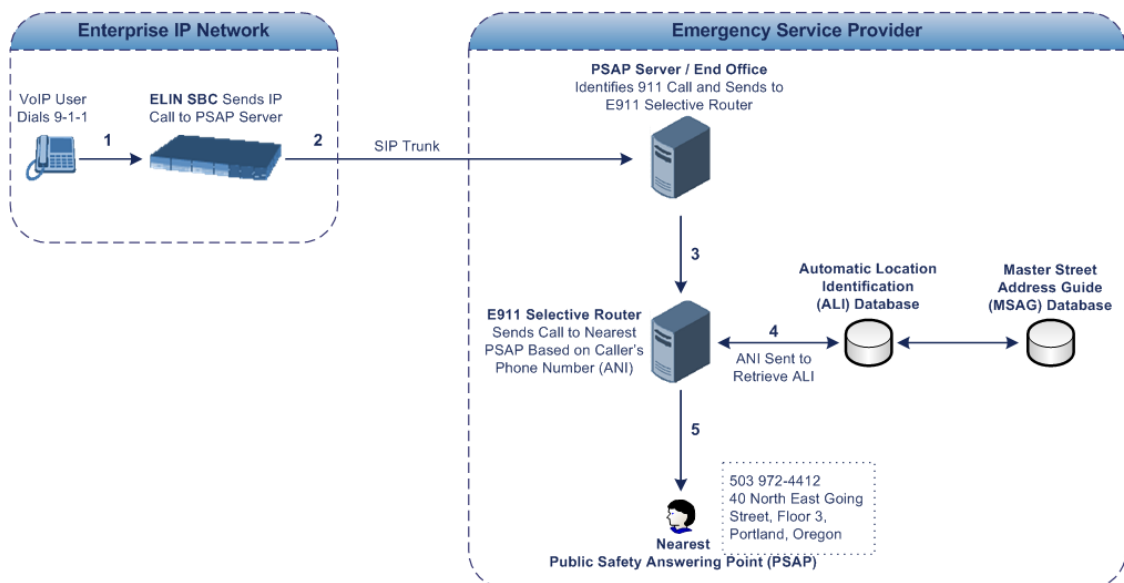 Enterprise IP Network
Emergency Service Provider
VoIP User
Dials 9-1-1
ELIN SBC Sends IP
Call to PSAP Server
1
2
SIP Trunk
PSAP Server / End Office
Identifies 911 Call and Sends to
E911 Selective Router
3
E911 Selective Router
Sends Call to Nearest
PSAP Based on Caller's
Phone Number (ANI)
4
ANI Sent to
Retrieve ALI
Automatic Location
Identification
(ALI) Database
Master Street
Address Guide
(MSAG) Database
5
503 972-4412
40 North East Going
Street, Floor 3,
Portland, Oregon
Nearest
Public Safety Answering Point (PSAP)